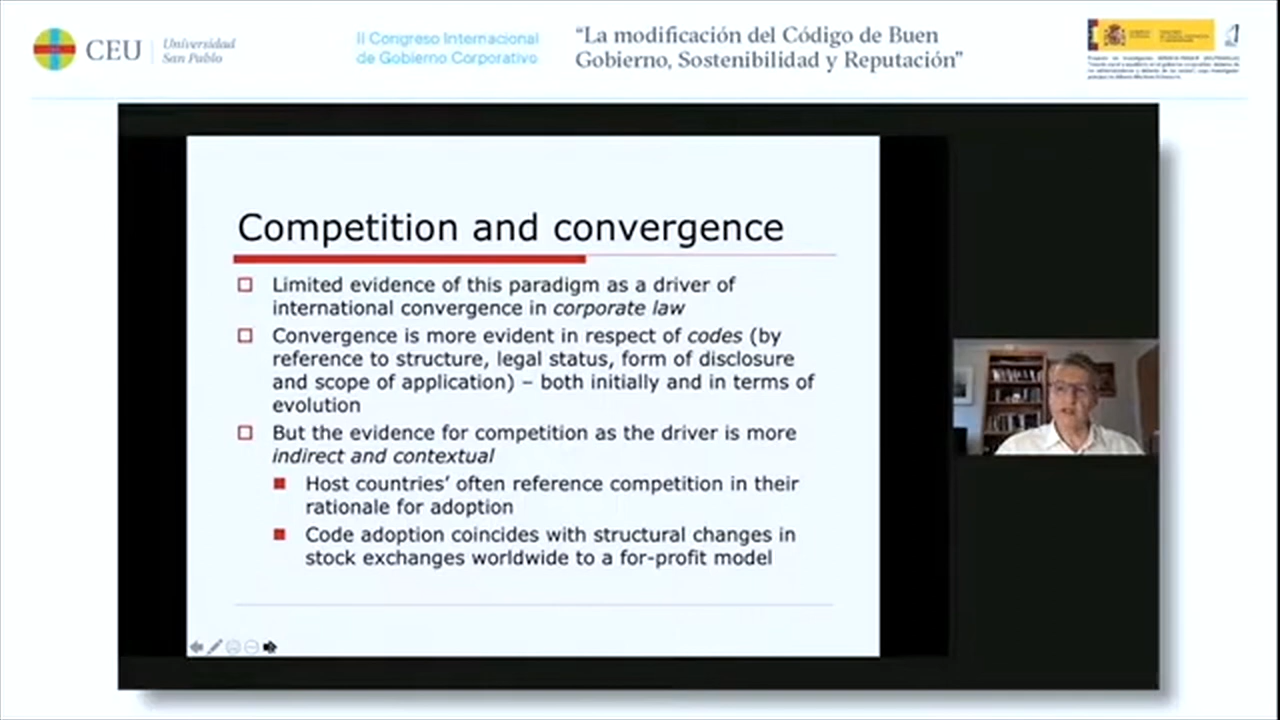 CEU
Universidad
San Pablo
II Congreso Internacional
de Gobierno Corporativo
“La modificación del Código de Buen
Gobierno, Sostenibilidad y Reputación”
Competition and convergence
Limited evidence of this paradigm as a driver of
international convergence in corporate law
Convergence is more evident in respect of codes (by
reference to structure, legal status, form of disclosure
and scope of application) – both initially and in terms of
evolution
But the evidence for competition as the driver is more
indirect and contextual
Host countries’ often reference competition in their
rationale for adoption
Code adoption coincides with structural changes in
stock exchanges worldwide to a for-profit model